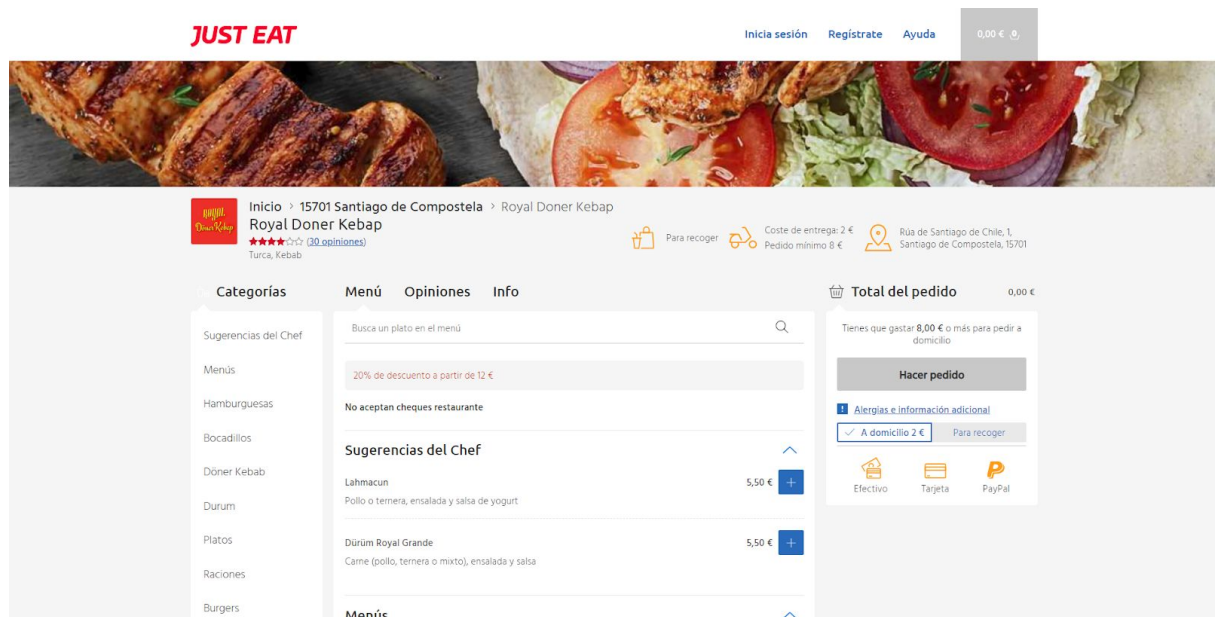 JUST EAT
Inicia sesión Regístrate Ayuda 0,00 € 0
ROYAL
Döner Kebap
Inicio > 15701 Santiago de Compostela > Royal Doner Kebap
Royal Doner Kebap
(30 opiniones)
Turca, Kebab
Para recoger
Coste de entrega: 2 €
Pedido mínimo 8 €
Rúa de Santiago de Chile, 1,
Santiago de Compostela, 15701
Categorías
Sugerencias del Chef
Menús
Hamburguesas
Bocadillos
Döner Kebab
Durum
Platos
Raciones
Burgers
Menú Opiniones Info
Busca un plato en el menú
20% de descuento a partir de 12 €
No aceptan cheques restaurante
Sugerencias del Chef
Lahmacun 5,50 € +
Pollo o ternera, ensalada y salsa de yogurt
Dürüm Royal Grande 5,50 € +
Carne (pollo, ternera o mixto), ensalada y salsa
Menús
Total del pedido 0,00 €
Tienes que gastar 8,00 € o más para pedir a
domicilio
Hacer pedido
! Alergias e información adicional
A domicilio 2 € Para recoger
Efectivo Tarjeta PayPal